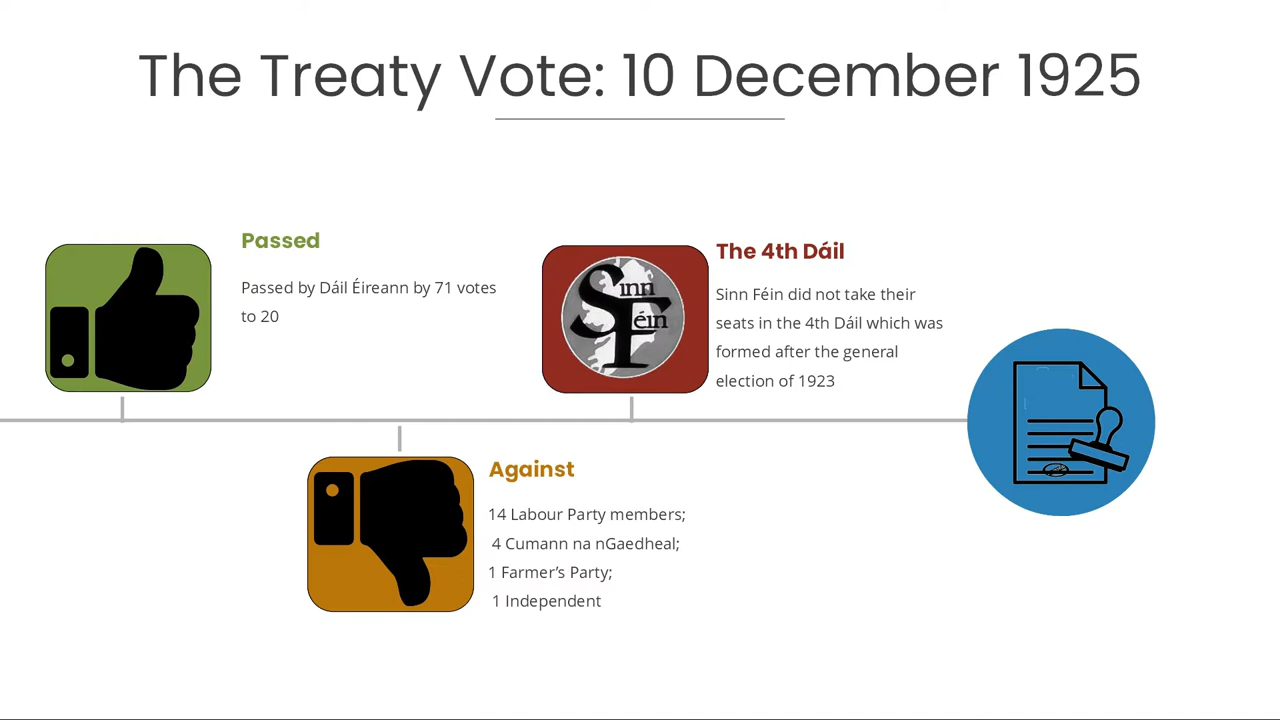 The Treaty Vote: 10 December 1925
Passed
Passed by Dáil Éireann by 71 votes
to 20
Sinn
Féin
The 4th Dáil
Sinn Féin did not take their
seats in the 4th Dáil which was
formed after the general
election of 1923
Against
14 Labour Party members;
4 Cumann na nGaedheal;
1 Farmer’s Party;
1 Independent